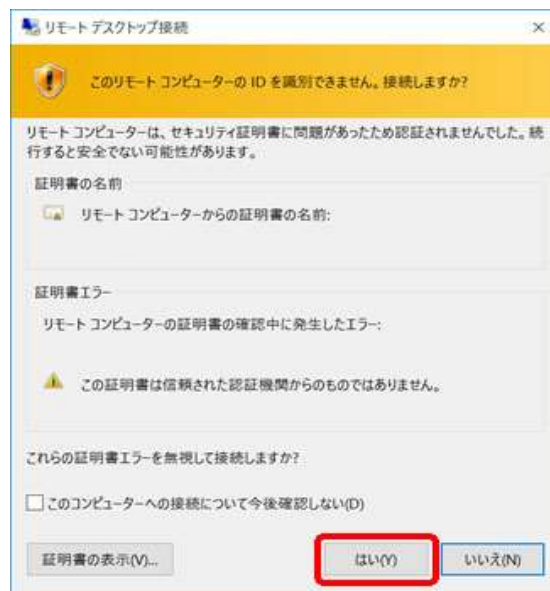 リモート デスクトップ接続
このリモート コンピューターの ID を識別できません。接続しますか?
リモート コンピューターは、セキュリティ証明書に問題があったため認証されませんでした。続
行すると安全でない可能性があります。
証明書の名前
リモート コンピューターからの証明書の名前:
証明書エラー
リモート コンピューターの証明書の確認中に発生したエラー:
この証明書は信頼された認証機関からのものではありません。
これらの証明書エラーを無視して接続しますか?
このコンピューターへの接続について今後確認しない(D)
証明書の表示(V)...
はい(Y)
いいえ(N)